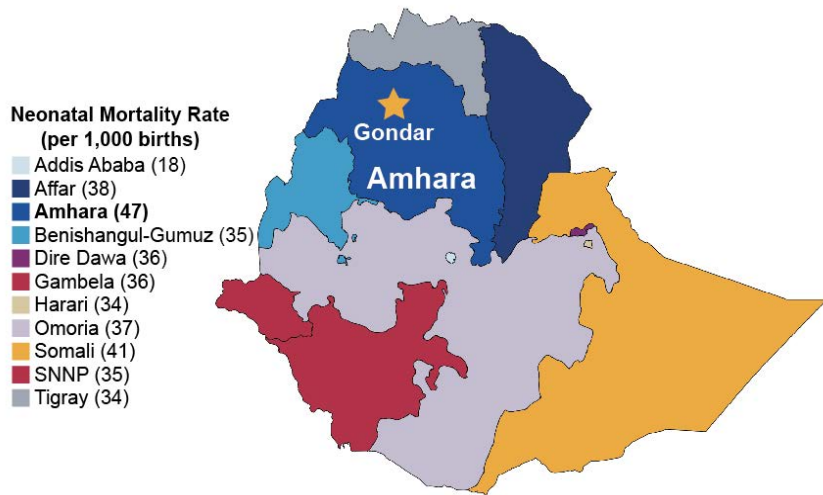 Neonatal Mortality Rate
(per 1,000 births)
Addis Ababa (18)
Affar (38)
Amhara (47)
Benishangul-Gumuz (35)
Dire Dawa (36)
Gambela (36)
Harari (34)
Omoria (37)
Somali (41)
SNNP (35)
Tigray (34)
Gondar
Amhara